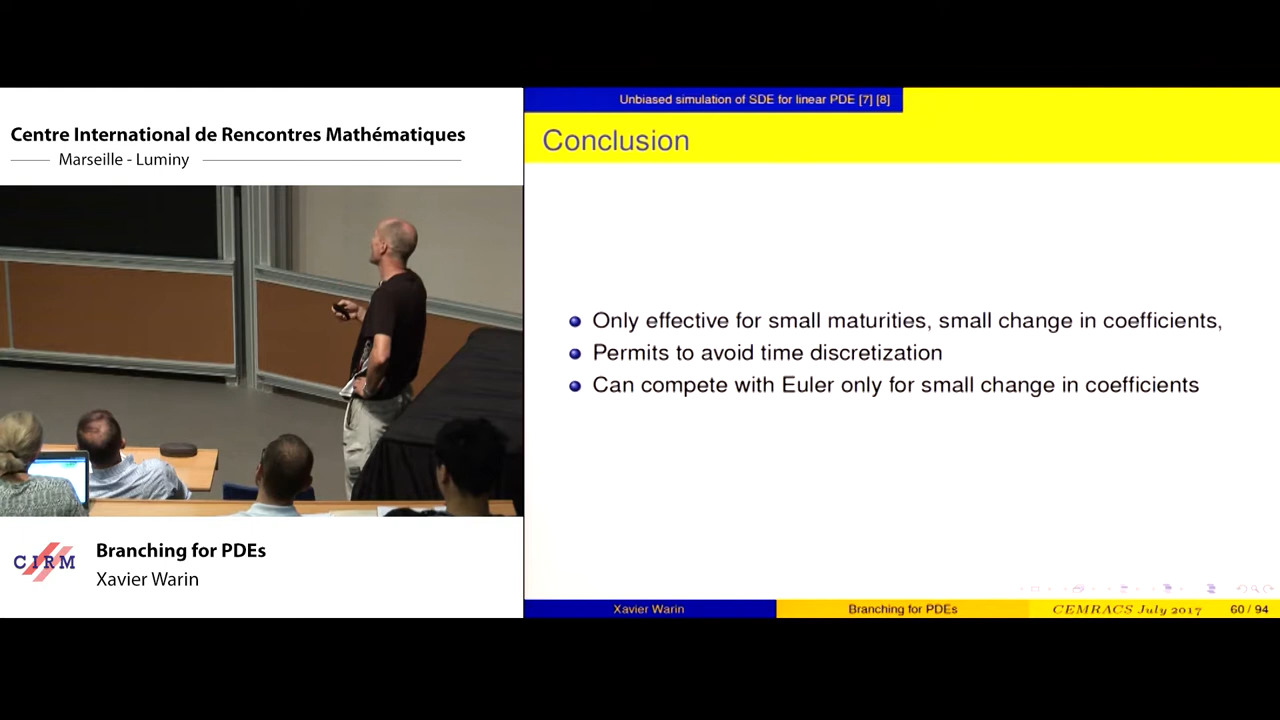 Centre International de Rencontres Mathématiques
Marseille - Luminy
CIRM
Branching for PDEs
Xavier Warin
Unbiased simulation of SDE for linear PDE [7] [8]
Conclusion
Only effective for small maturities, small change in coefficients,
Permits to avoid time discretization
Can compete with Euler only for small change in coefficients
Xavier Warin
Branching for PDEs
CEMRACS July 2017
60 / 94